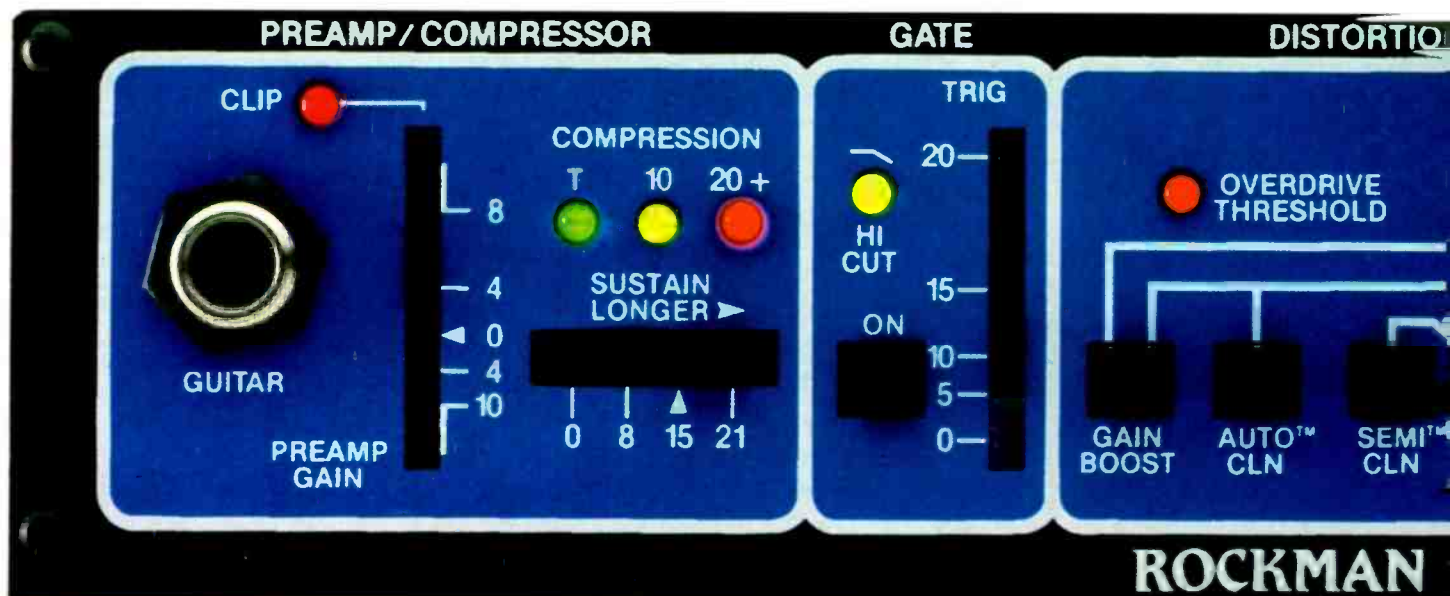 PREAMP/COMPRESSOR
CLIP
COMPRESSION
T 10 20 +
8
4
0
4
10
SUSTAIN
LONGER
0 8 15 21
GUITAR
PREAMP
GAIN
GATE
TRIG
HI
CUT
ON
20
15
10
5
0
DISTORTIO
OVERDRIVE
THRESHOLD
GAIN
BOOST
AUTO™
CLN
SEMI™
CLN
ROCKMAN